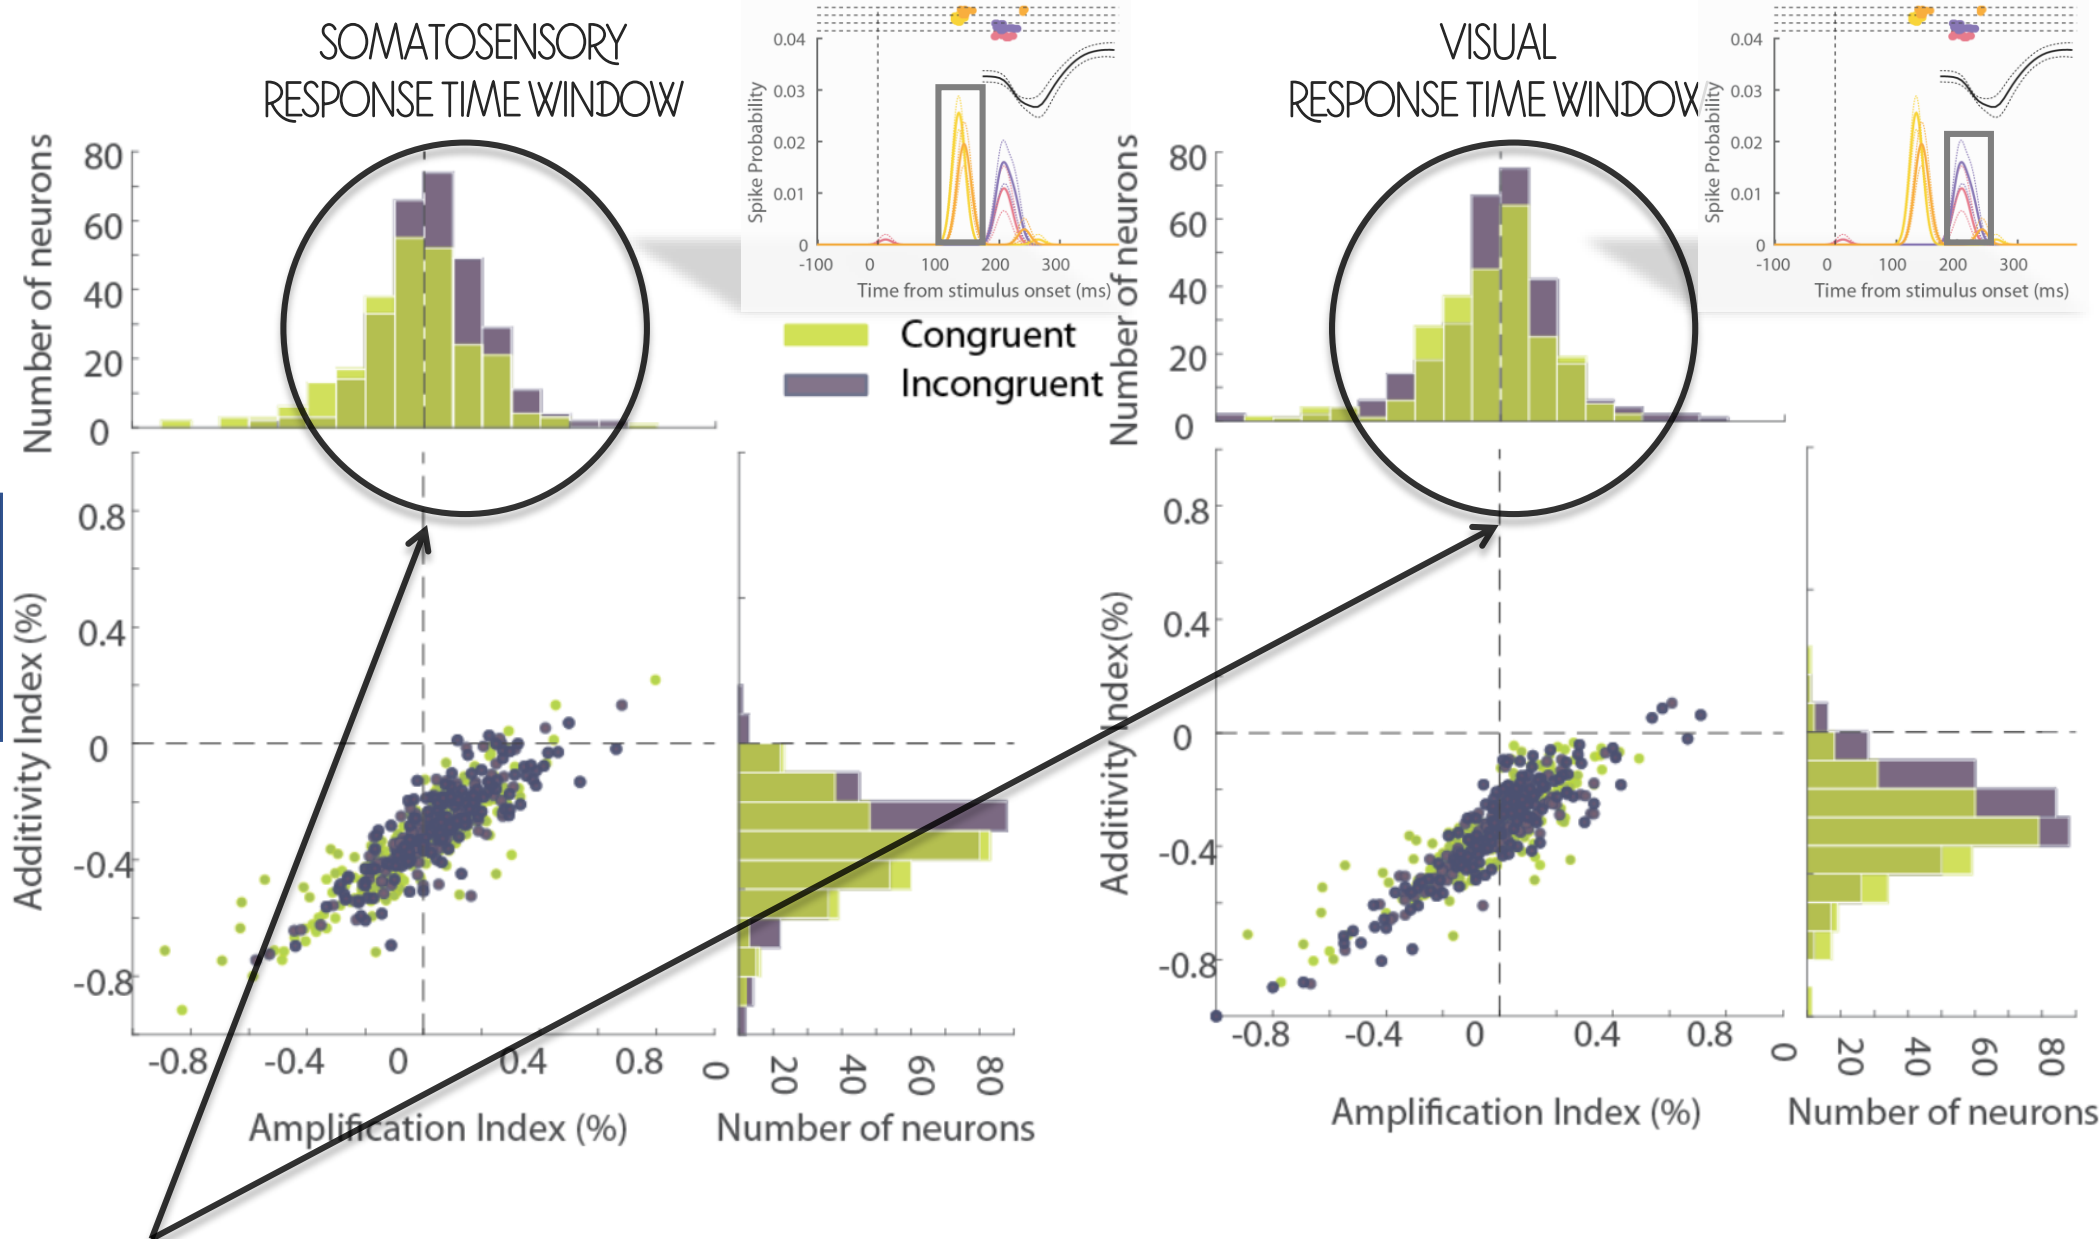 SOMATOSENSORY
RESPONSE TIME WINDOW
Spike Probability
0.04
0.03
0.02
0.01
0
-100 0 100 200 300
Time from stimulus onset (ms)
VISUAL
RESPONSE TIME WINDOW
Spike Probability
0.04
0.03
0.02
0.01
0
-100 0 100 200 300
Time from stimulus onset (ms)
Number of neurons
80
60
40
20
0
Congruent
Incongruent
Number of neurons
80
60
40
20
0
Additivity Index (%)
0.8
0.4
0
-0.4
-0.8
-0.8 -0.4 0 0.4 0.8
Amplification Index (%)
0 20 40 60 80
Number of neurons
Additivity Index(%)
0.8
0.4
0
-0.4
-0.8
-0.8 -0.4 0 0.4 0.8
Amplification Index (%)
0 20 40 60 80
Number of neurons